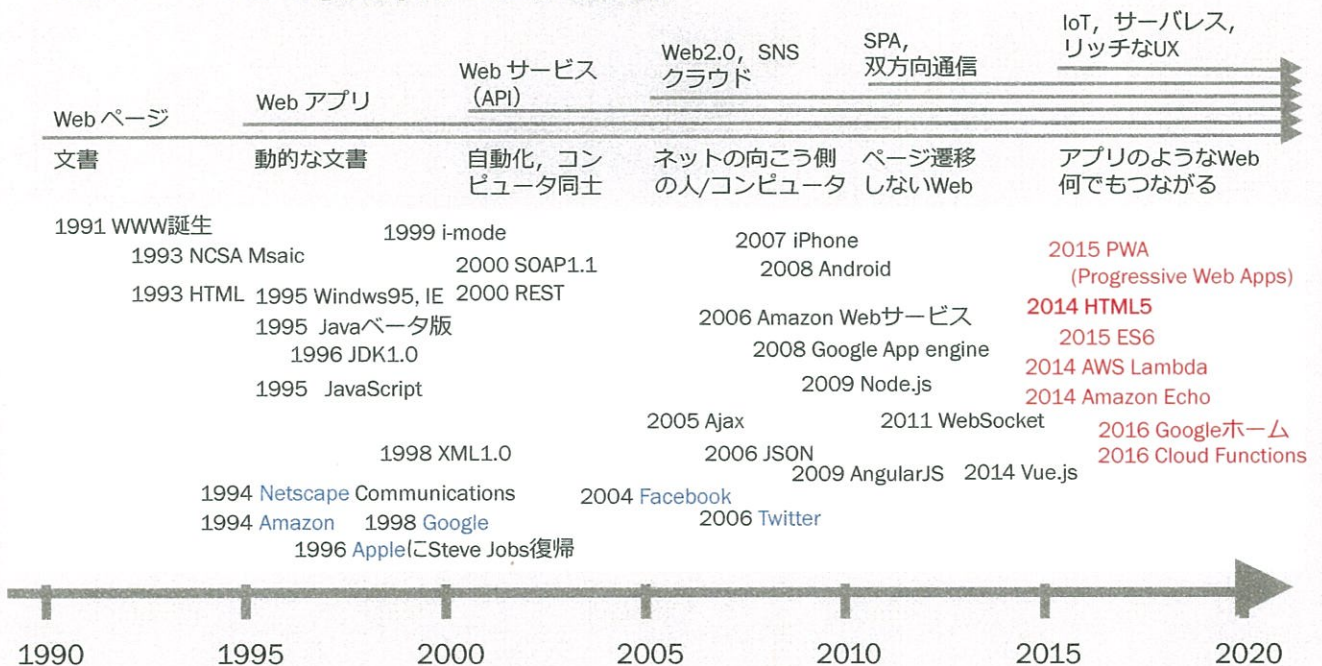 IoT, サーバレス,
リッチなUX
SPA,
双方向通信
Web2.0, SNS
クラウド
Web サービス
（API）
Web アプリ
Web ページ
文書
動的な文書
自動化, コン
ピュータ同士
ネットの向こう側
の人/コンピュータ
ページ遷移
しないWeb
アプリのようなWeb
何でもつながる
1991 WWW誕生
1993 NCSA Msaic
1993 HTML
1995 Windws95, IE
1995 Javaベータ版
1996 JDK1.0
1995 JavaScript
1999 i-mode
2000 SOAP1.1
2000 REST
1998 XML1.0
1994 Netscape Communications
1994 Amazon
1998 Google
1996 AppleにSteve Jobs復帰
2007 iPhone
2008 Android
2006 Amazon Webサービス
2008 Google App engine
2009 Node.js
2005 Ajax
2011 WebSocket
2006 JSON
2009 AngularJS
2014 Vue.js
2004 Facebook
2006 Twitter
2015 PWA
(Progressive Web Apps)
2014 HTML5
2015 ES6
2014 AWS Lambda
2014 Amazon Echo
2016 Googleホーム
2016 Cloud Functions
1990
1995
2000
2005
2010
2015
2020